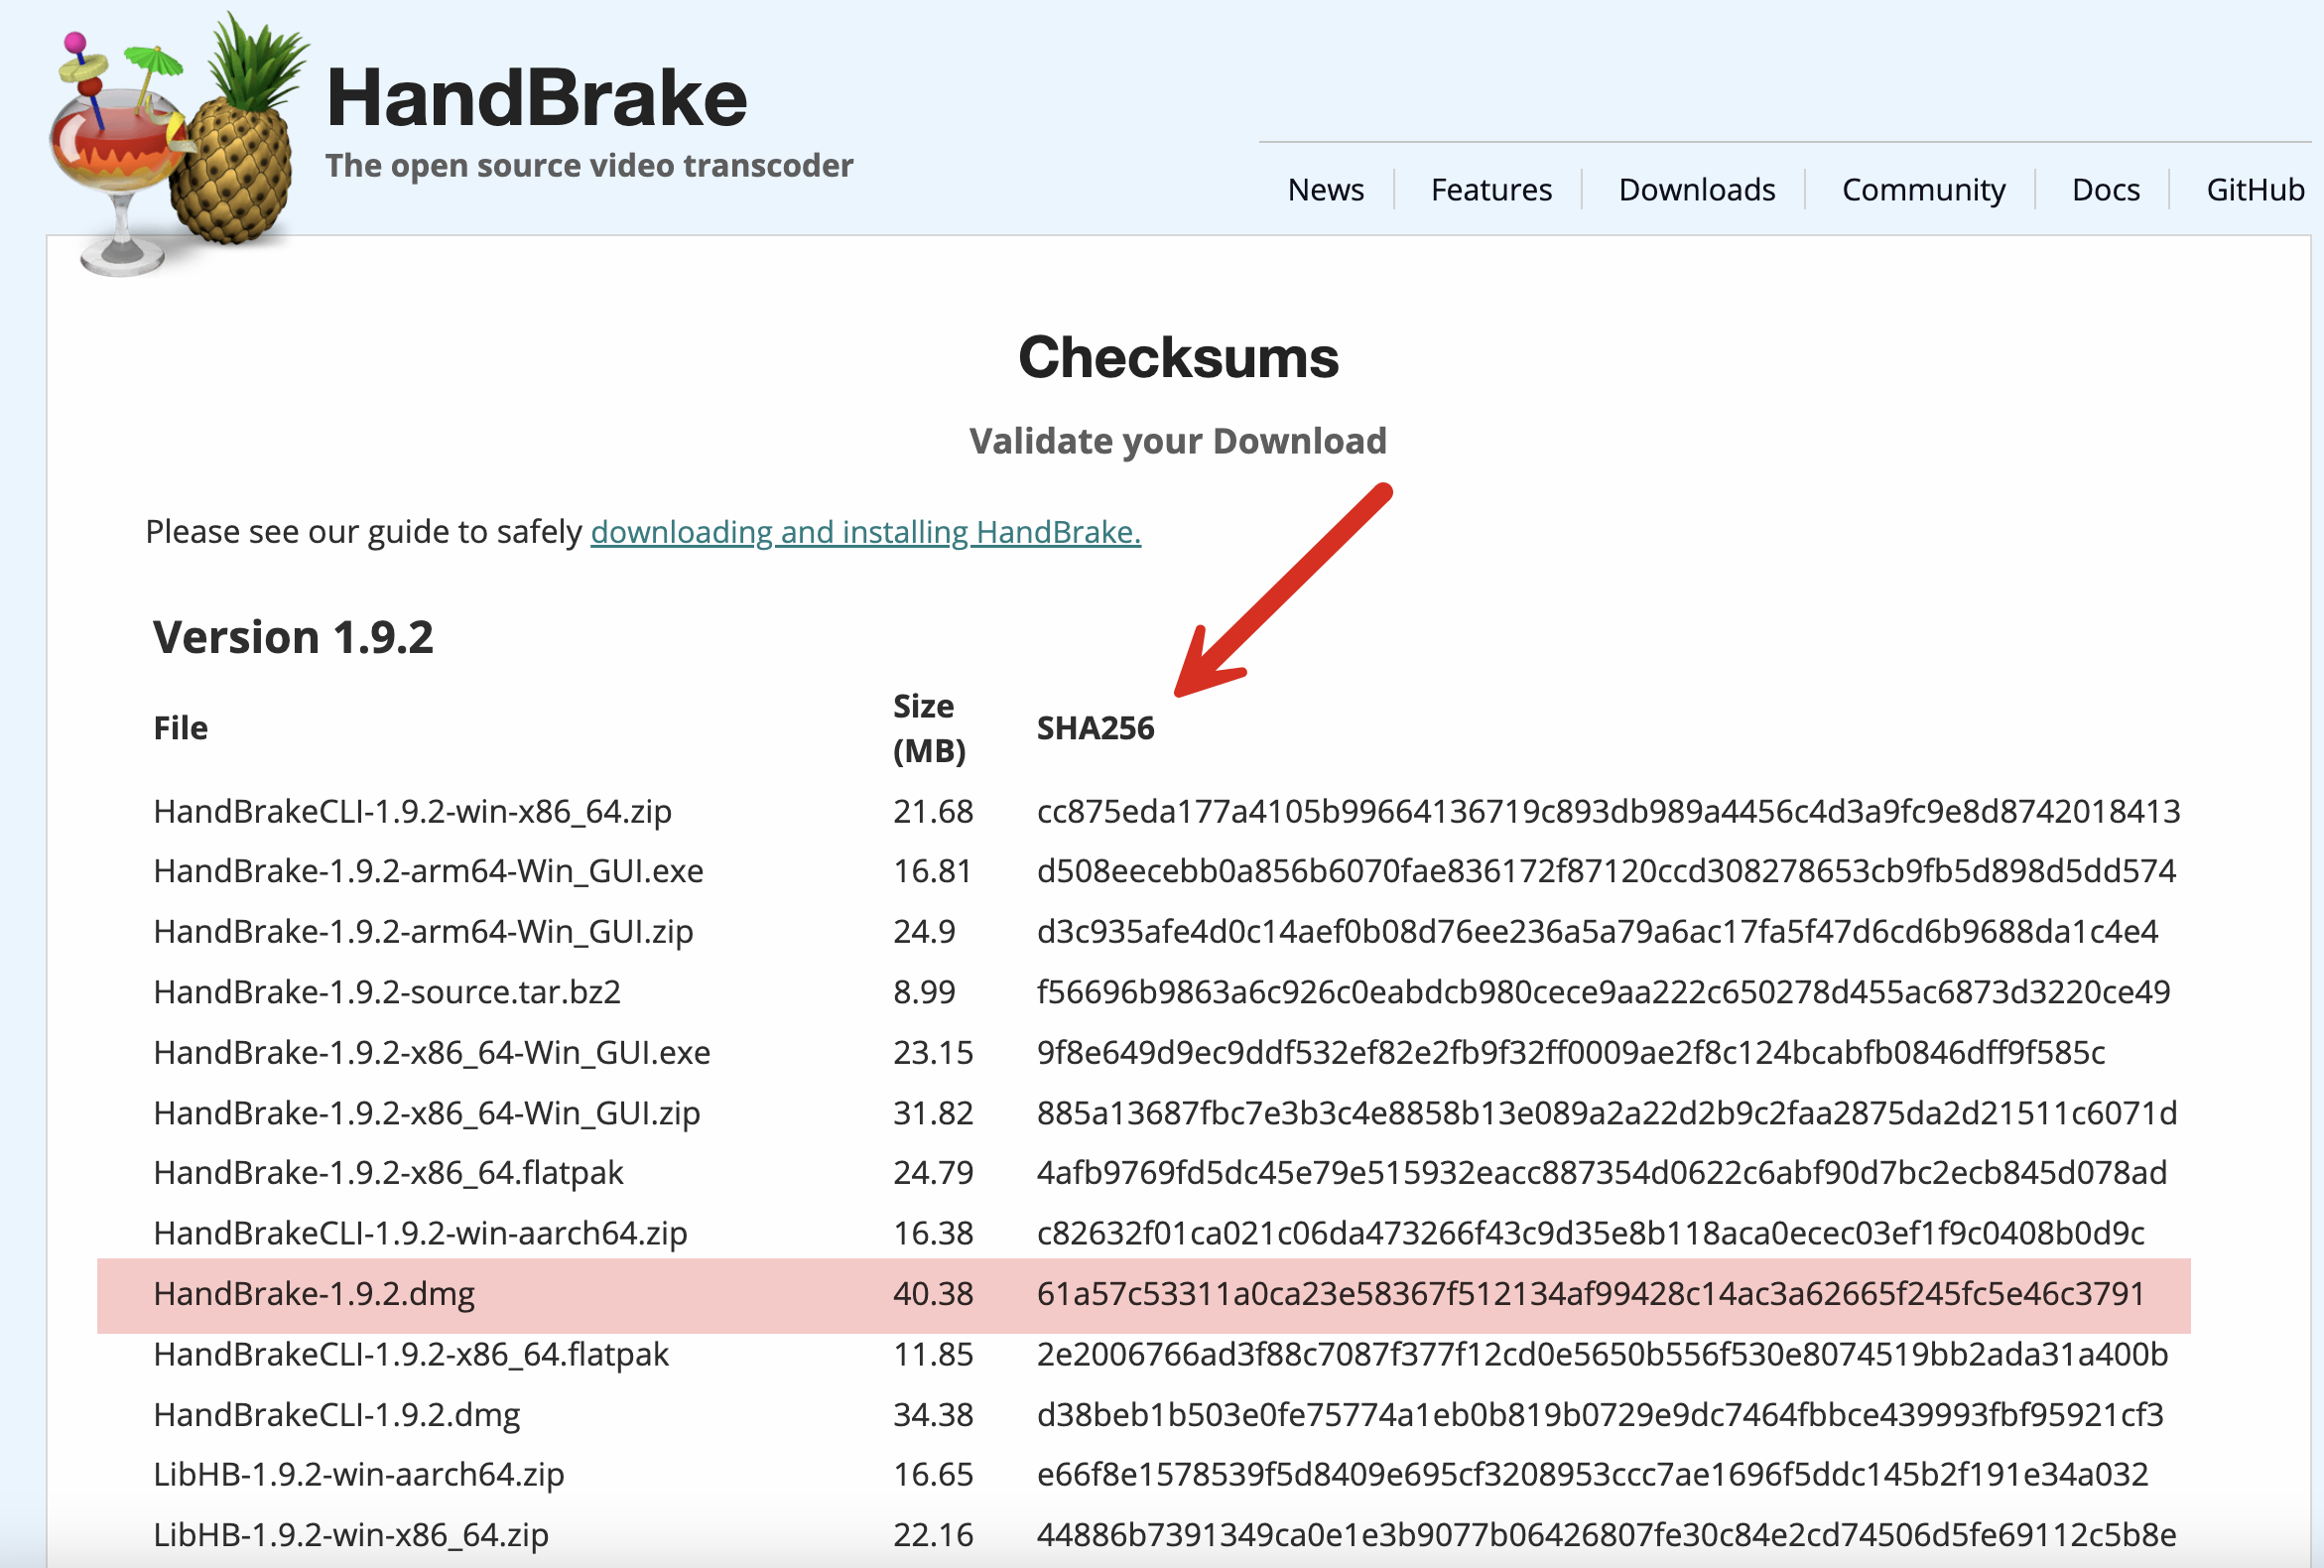 HandBrake
The open source video transcoder
News Features Downloads Community Docs GitHub
Checksums
Validate your Download
Please see our guide to safely downloading and installing HandBrake.
Version 1.9.2
File Size (MB) SHA256
HandBrakeCLI-1.9.2-win-x86_64.zip 21.68 cc875eda177a4105b99664136719c893db989a4456c4d3a9fc9e8d8742018413
HandBrake-1.9.2-arm64-Win_GUI.exe 16.81 d508eecebb0a856b6070fae836172f87120ccd308278653cb9fb5d898d5dd574
HandBrake-1.9.2-arm64-Win_GUI.zip 24.9 d3c935afe4d0c14aef0b08d76ee236a5a79a6ac17fa5f47d6cd6b9688da1c4e4
HandBrake-1.9.2-source.tar.bz2 8.99 f56696b9863a6c926c0eabdcb980cece9aa222c650278d455ac6873d3220ce49
HandBrake-1.9.2-x86_64-Win_GUI.exe 23.15 9f8e649d9ec9ddf532ef82e2fb9f32ff0009ae2f8c124bcabfb0846dff9f585c
HandBrake-1.9.2-x86_64-Win_GUI.zip 31.82 885a13687fbc7e3b3c4e8858b13e089a2a22d2b9c2faa2875da2d21511c6071d
HandBrake-1.9.2-x86_64.flatpak 24.79 4afb9769fd5dc45e79e515932eacc887354d0622c6abf90d7bc2ecb845d078ad
HandBrakeCLI-1.9.2-win-aarch64.zip 16.38 c82632f01ca021c06da473266f43c9d35e8b118aca0ecec03ef1f9c0408b0d9c
HandBrake-1.9.2.dmg 40.38 61a57c53311a0ca23e58367f512134af99428c14ac3a62665f245fc5e46c3791
HandBrakeCLI-1.9.2-x86_64.flatpak 11.85 2e2006766ad3f88c7087f377f12cd0e5650b556f530e8074519bb2ada31a400b
HandBrakeCLI-1.9.2.dmg 34.38 d38beb1b503e0fe75774a1eb0b819b0729e9dc7464fbbce439993fbf95921cf3
LibHB-1.9.2-win-aarch64.zip 16.65 e66f8e1578539f5d8409e695cf3208953ccc7ae1696f5ddc145b2f191e34a032
LibHB-1.9.2-win-x86_64.zip 22.16 44886b7391349ca0e1e3b9077b06426807fe30c84e2cd74506d5fe69112c5b8e